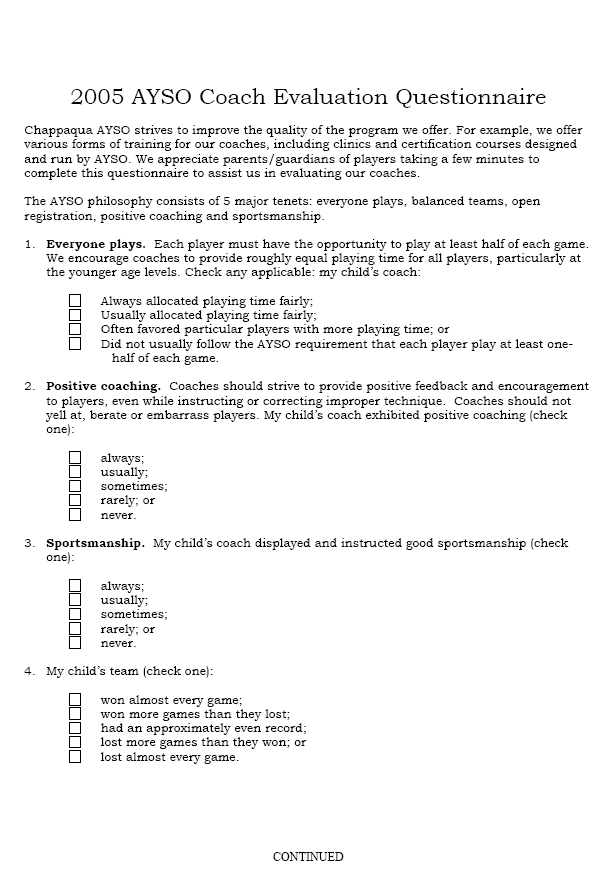 2005 AYSO Coach Evaluation Questionnaire
Chappaqua AYSO strives to improve the quality of the program we offer. For example, we offer
various forms of training for our coaches, including clinics and certification courses designed
and run by AYSO. We appreciate parents/guardians of players taking a few minutes to
complete this questionnaire to assist us in evaluating our coaches.
The AYSO philosophy consists of 5 major tenets: everyone plays, balanced teams, open
registration, positive coaching and sportsmanship.
1. Everyone plays. Each player must have the opportunity to play at least half of each game.
We encourage coaches to provide roughly equal playing time for all players, particularly at
the younger age levels. Check any applicable: my child's coach:
Always allocated playing time fairly;
Usually allocated playing time fairly;
Often favored particular players with more playing time; or
Did not usually follow the AYSO requirement that each player play at least one-
half of each game.
2. Positive coaching. Coaches should strive to provide positive feedback and encouragement
to players, even while instructing or correcting improper technique. Coaches should not
yell at, berate or embarrass players. My child's coach exhibited positive coaching (check
one):
always;
usually;
sometimes;
rarely; or
never.
3. Sportsmanship. My child's coach displayed and instructed good sportsmanship (check
one):
always;
usually;
sometimes;
rarely; or
never.
4. My child's team (check one):
won almost every game;
won more games than they lost;
had an approximately even record;
lost more games than they won; or
lost almost every game.
CONTINUED